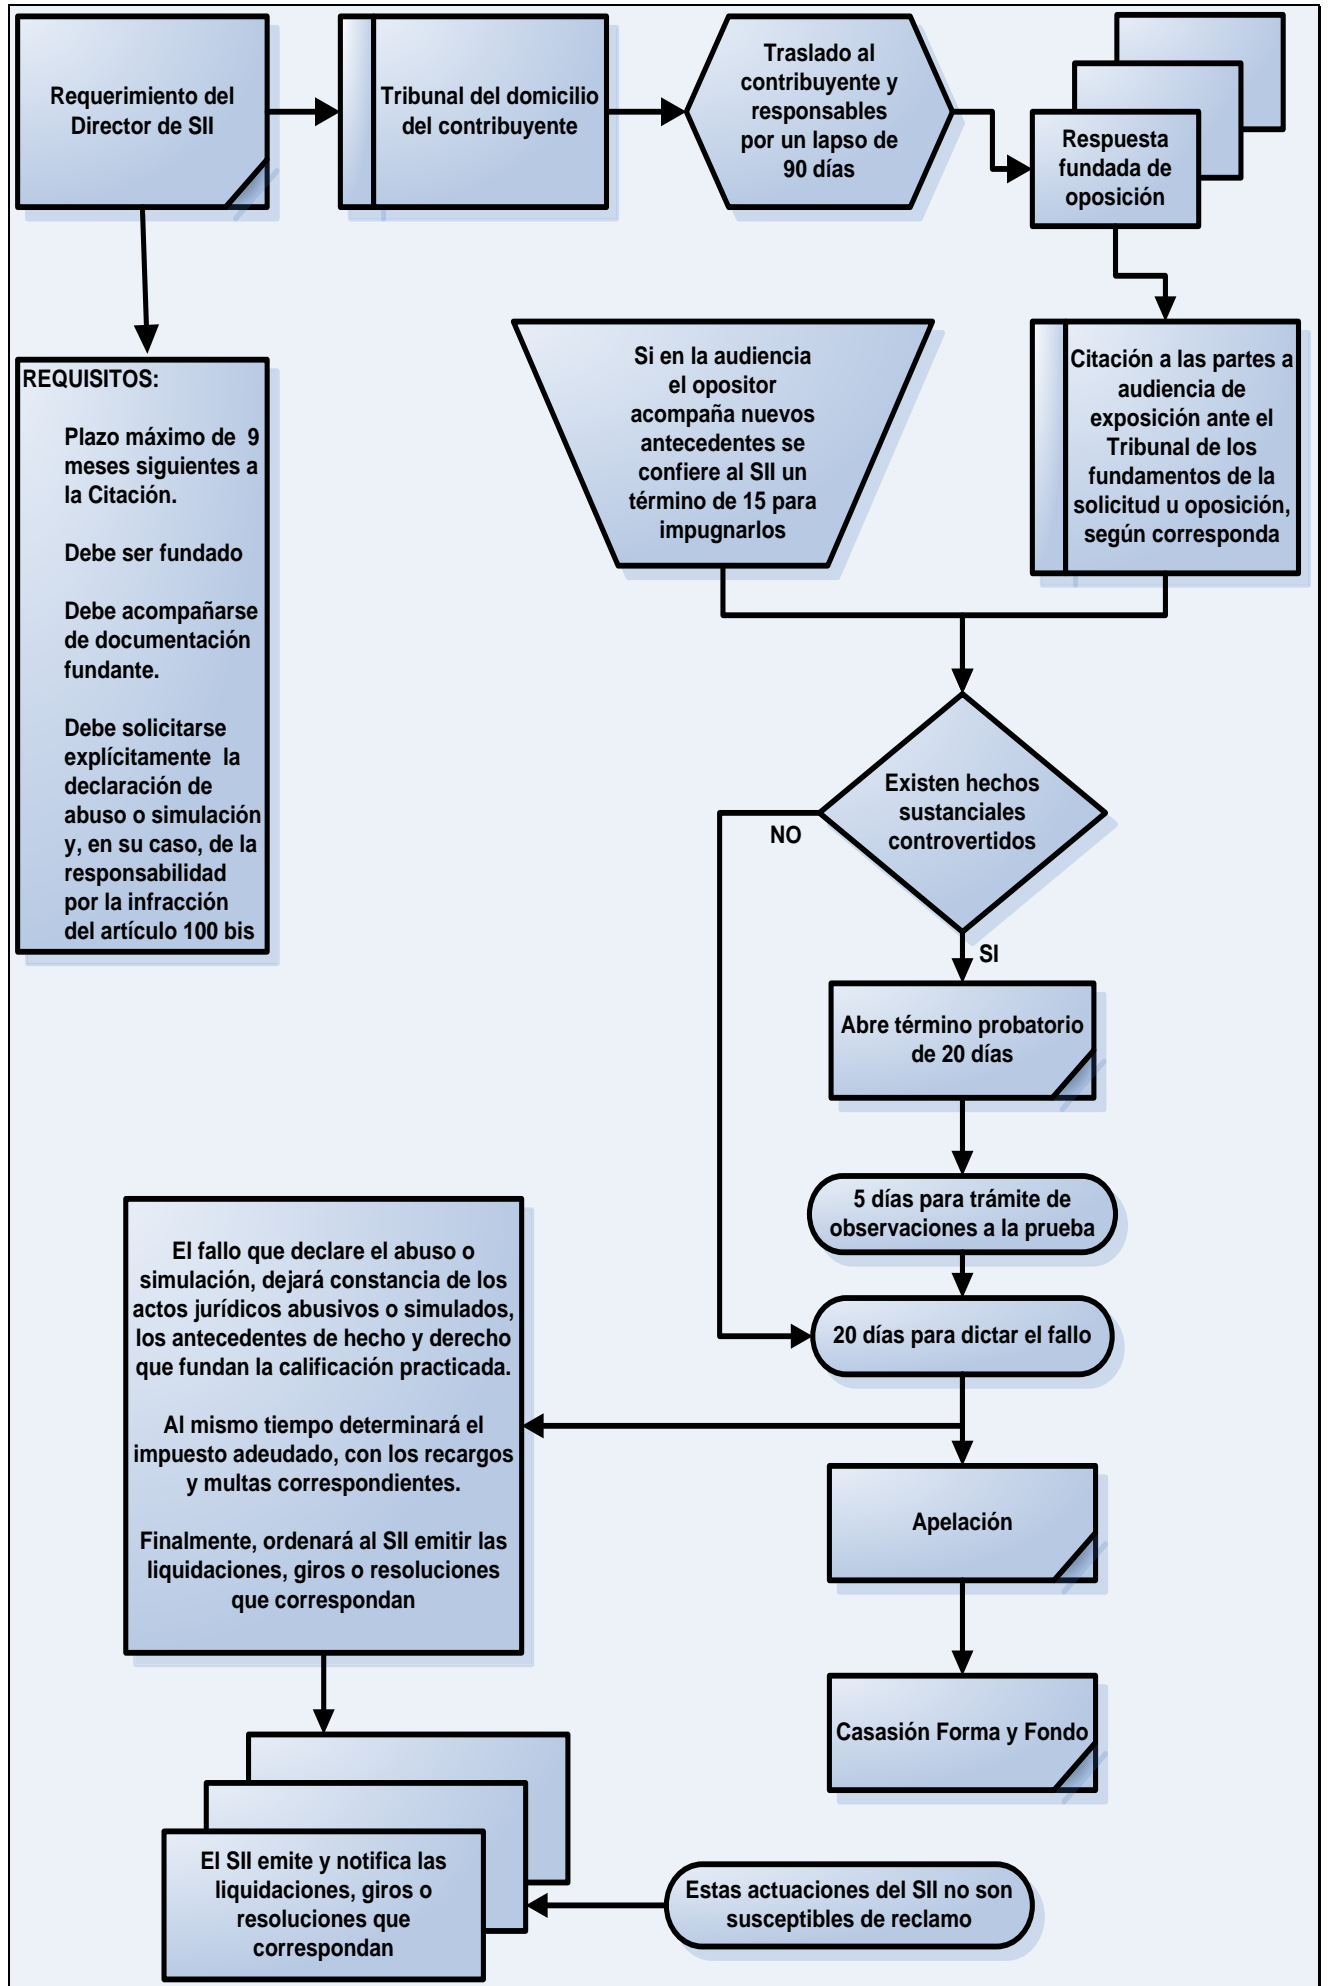 Requerimiento del
Director de SII
Tribunal del domicilio
del contribuyente
Traslado al
contribuyente y
responsables
por un lapso de
90 días
Respuesta
fundada de
oposición
REQUISITOS:
Plazo máximo de 9
meses siguientes a
la Citación.
Debe ser fundado
Debe acompañarse
de documentación
fundante.
Debe solicitarse
explícitamente la
declaración de
abuso o simulación
y, en su caso, de la
responsabilidad
por la infracción
del artículo 100 bis
Si en la audiencia
el opositor
acompaña nuevos
antecedentes se
confiere al SII un
término de 15 para
impugnarlos
Citación a las partes a
audiencia de
exposición ante el
Tribunal de los
fundamentos de la
solicitud u oposición,
según corresponda
Existen hechos
sustanciales
controvertidos
NO
SI
Abre término probatorio
de 20 días
5 días para trámite de
observaciones a la prueba
20 días para dictar el fallo
El fallo que declare el abuso o
simulación, dejará constancia de los
actos jurídicos abusivos o simulados,
los antecedentes de hecho y derecho
que fundan la calificación practicada.
Al mismo tiempo determinará el
impuesto adeudado, con los recargos
y multas correspondientes.
Finalmente, ordenará al SII emitir las
liquidaciones, giros o resoluciones
que correspondan
Apelación
Casasión Forma y Fondo
El SII emite y notifica las
liquidaciones, giros o
resoluciones que
correspondan
Estas actuaciones del SII no son
susceptibles de reclamo